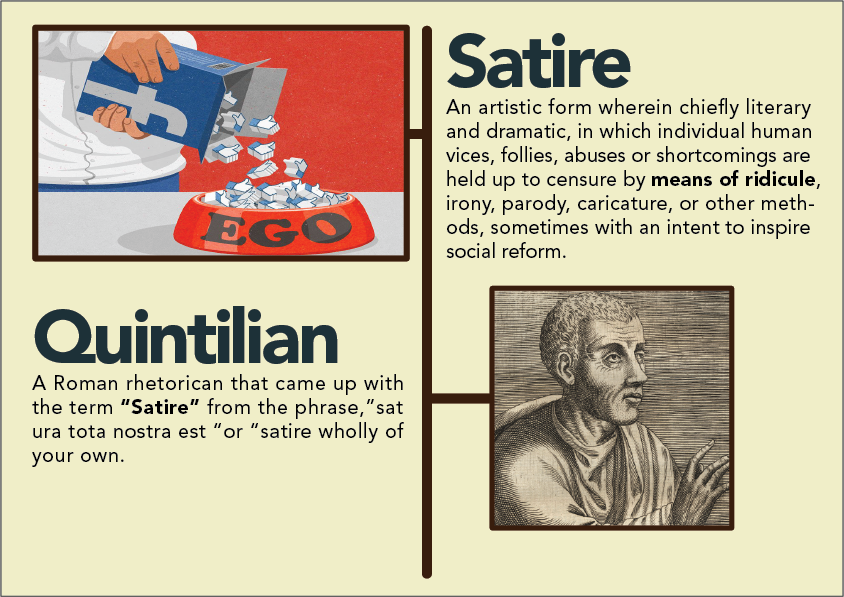 f
EGO
Satire
An artistic form wherein chiefly literary
and dramatic, in which individual human
vices, follies, abuses or shortcomings are
held up to censure by means of ridicule,
irony, parody, caricature, or other meth-
ods, sometimes with an intent to inspire
social reform.
Quintilian
A Roman rhetorican that came up with
the term “Satire” from the phrase,”sat
ura tota nostra est “or “satire wholly of
your own.